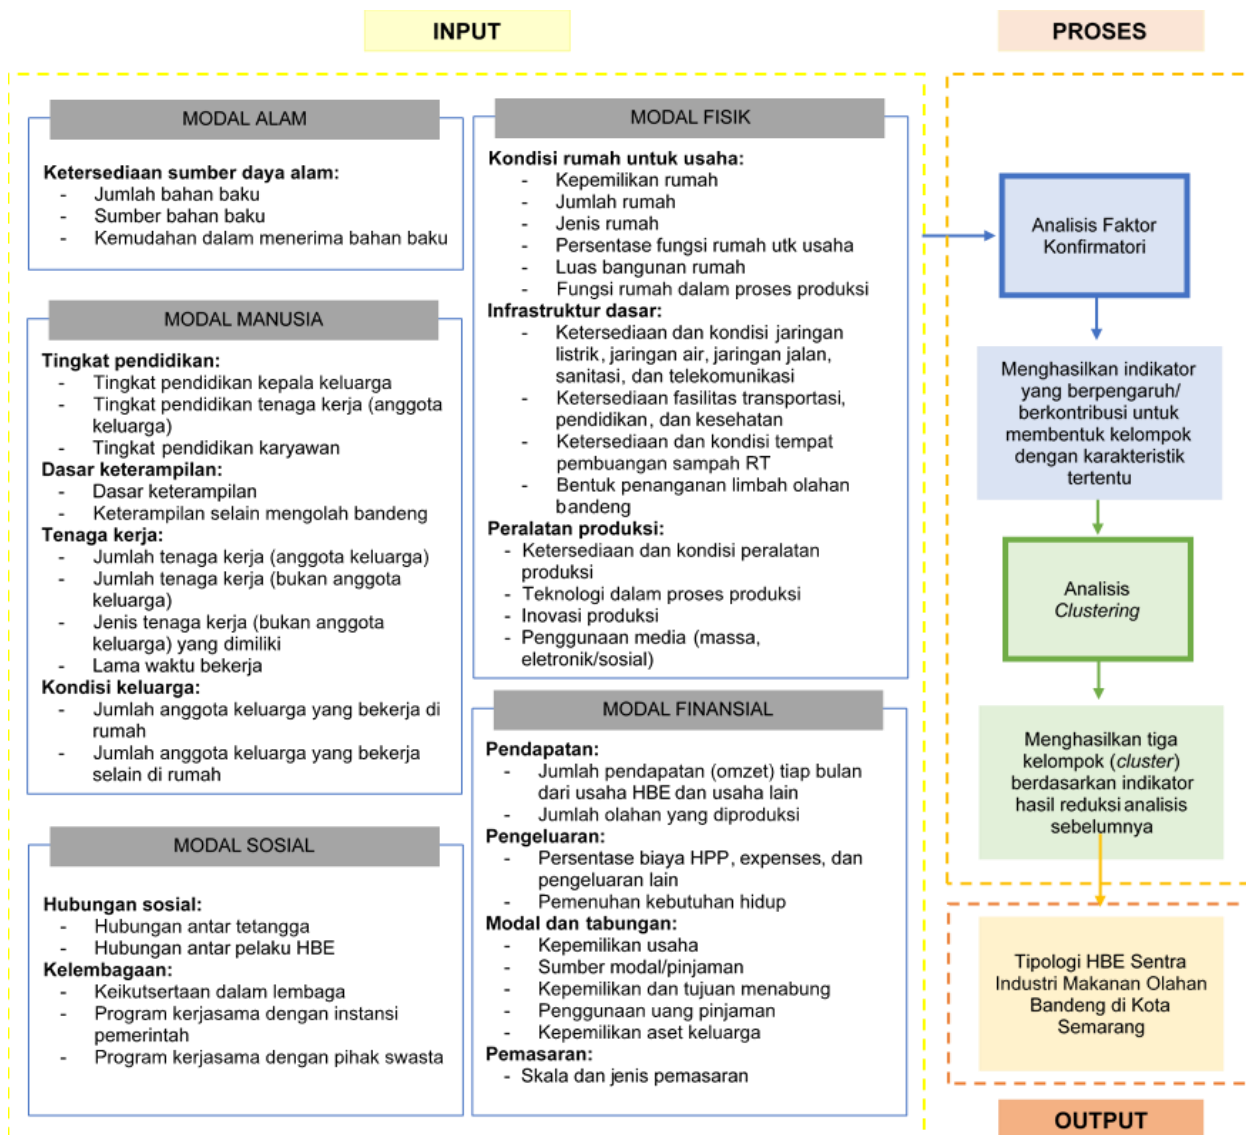 INPUT
MODAL ALAM
Ketersediaan sumber daya alam:
- Jumlah bahan baku
- Sumber bahan baku
- Kemudahan dalam menerima bahan baku
MODAL MANUSIA
Tingkat pendidikan:
- Tingkat pendidikan kepala keluarga
- Tingkat pendidikan tenaga kerja (anggota
keluarga)
- Tingkat pendidikan karyawan
Dasar keterampilan:
- Dasar keterampilan
- Keterampilan selain mengolah bandeng
Tenaga kerja:
- Jumlah tenaga kerja (anggota keluarga)
- Jumlah tenaga kerja (bukan anggota
keluarga)
- Jenis tenaga kerja (bukan anggota
keluarga) yang dimiliki
- Lama waktu bekerja
Kondisi keluarga:
- Jumlah anggota keluarga yang bekerja di
rumah
- Jumlah anggota keluarga yang bekerja
selain di rumah
MODAL SOSIAL
Hubungan sosial:
- Hubungan antar tetangga
- Hubungan antar pelaku HBE
Kelembagaan:
- Keikutsertaan dalam lembaga
- Program kerjasama dengan instansi
pemerintah
- Program kerjasama dengan pihak swasta
MODAL FISIK
Kondisi rumah untuk usaha:
- Kepemilikan rumah
- Jumlah rumah
- Jenis rumah
- Persentase fungsi rumah utk usaha
- Luas bangunan rumah
- Fungsi rumah dalam proses produksi
Infrastruktur dasar:
- Ketersediaan dan kondisi jaringan
listrik, jaringan air, jaringan jalan,
sanitasi, dan telekomunikasi
- Ketersediaan fasilitas transportasi,
pendidikan, dan kesehatan
- Ketersediaan dan kondisi tempat
pembuangan sampah RT
- Bentuk penanganan limbah olahan
bandeng
Peralatan produksi:
- Ketersediaan dan kondisi peralatan
produksi
- Teknologi dalam proses produksi
- Inovasi produksi
- Penggunaan media (massa,
eletronik/sosial)
MODAL FINANSIAL
Pendapatan:
- Jumlah pendapatan (omzet) tiap bulan
dari usaha HBE dan usaha lain
- Jumlah olahan yang diproduksi
Pengeluaran:
- Persentase biaya HPP, expenses, dan
pengeluaran lain
- Pemenuhan kebutuhan hidup
Modal dan tabungan:
- Kepemilikan usaha
- Sumber modal/pinjaman
- Kepemilikan dan tujuan menabung
- Penggunaan uang pinjaman
- Kepemilikan aset keluarga
Pemasaran:
- Skala dan jenis pemasaran
PROSES
Analisis Faktor
Konfirmatori
Menghasilkan indikator
yang berpengaruh/
berkontribusi untuk
membentuk kelompok
dengan karakteristik
tertentu
Analisis
Clustering
Menghasilkan tiga
kelompok (cluster)
berdasarkan indikator
hasil reduksi analisis
sebelumnya
Tipologi HBE Sentra
Industri Makanan Olahan
Bandeng di Kota
Semarang
OUTPUT